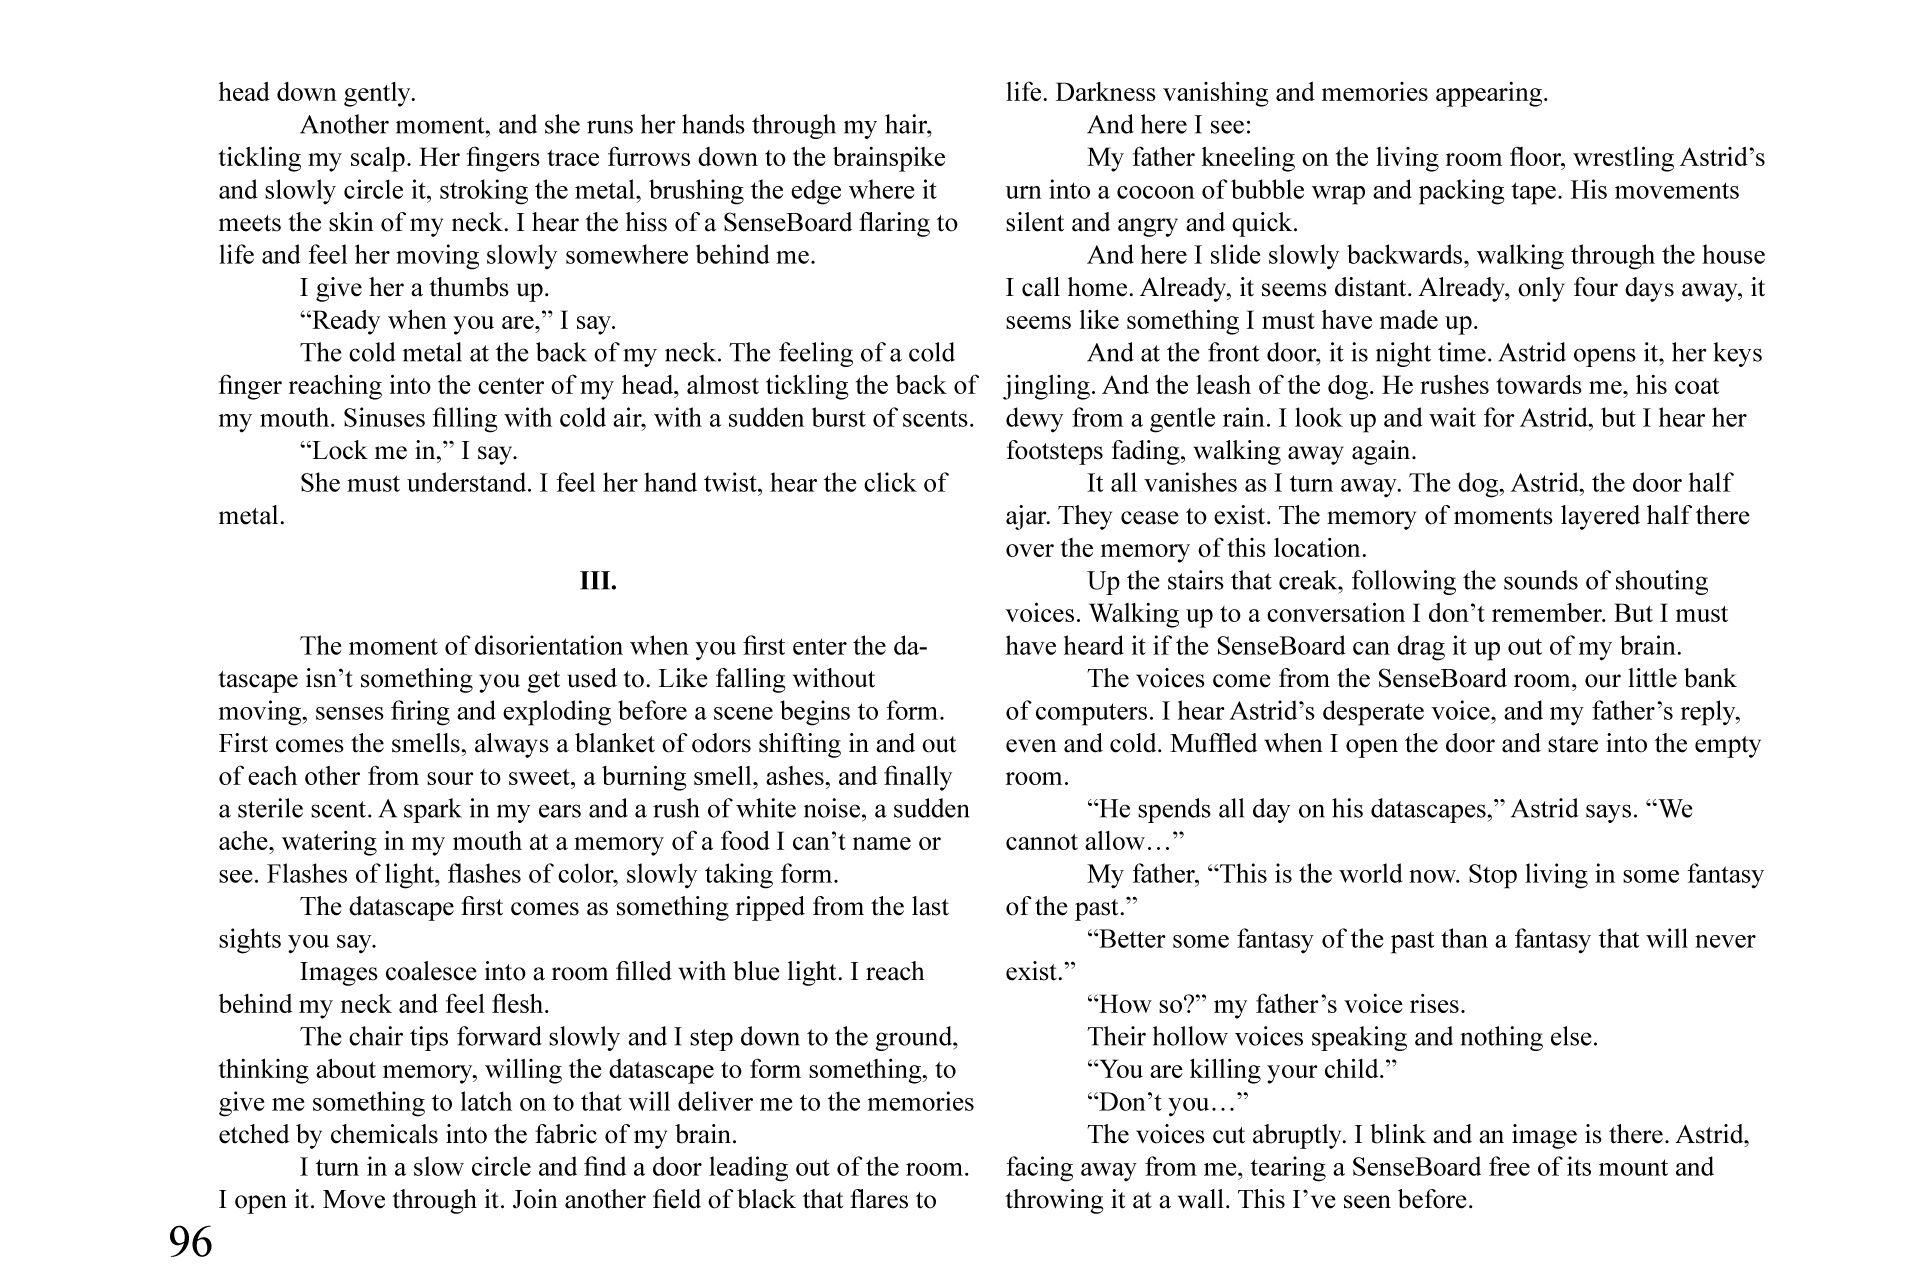 head down gently.
Another moment, and she runs her hands through my hair,
tickling my scalp. Her fingers trace furrows down to the brainspike
and slowly circle it, stroking the metal, brushing the edge where it
meets the skin of my neck. I hear the hiss of a SenseBoard flaring to
life and feel her moving slowly somewhere behind me.
I give her a thumbs up.
“Ready when you are,” I say.
The cold metal at the back of my neck. The feeling of a cold
finger reaching into the center of my head, almost tickling the back of
my mouth. Sinuses filling with cold air, with a sudden burst of scents.
“Lock me in,” I say.
She must understand. I feel her hand twist, hear the click of
metal.
III.
The moment of disorientation when you first enter the da-
tascape isn’t something you get used to. Like falling without
moving, senses firing and exploding before a scene begins to form.
First comes the smells, always a blanket of odors shifting in and out
of each other from sour to sweet, a burning smell, ashes, and finally
a sterile scent. A spark in my ears and a rush of white noise, a sudden
ache, watering in my mouth at a memory of a food I can’t name or
see. Flashes of light, flashes of color, slowly taking form.
The datascape first comes as something ripped from the last
sights you say.
Images coalesce into a room filled with blue light. I reach
behind my neck and feel flesh.
The chair tips forward slowly and I step down to the ground,
thinking about memory, willing the datascape to form something, to
give me something to latch on to that will deliver me to the memories
etched by chemicals into the fabric of my brain.
I turn in a slow circle and find a door leading out of the room.
I open it. Move through it. Join another field of black that flares to
life. Darkness vanishing and memories appearing.
And here I see:
My father kneeling on the living room floor, wrestling Astrid’s
urn into a cocoon of bubble wrap and packing tape. His movements
silent and angry and quick.
And here I slide slowly backwards, walking through the house
I call home. Already, it seems distant. Already, only four days away, it
seems like something I must have made up.
And at the front door, it is night time. Astrid opens it, her keys
jingling. And the leash of the dog. He rushes towards me, his coat
dewy from a gentle rain. I look up and wait for Astrid, but I hear her
footsteps fading, walking away again.
It all vanishes as I turn away. The dog, Astrid, the door half
ajar. They cease to exist. The memory of moments layered half there
over the memory of this location.
Up the stairs that creak, following the sounds of shouting
voices. Walking up to a conversation I don’t remember. But I must
have heard it if the SenseBoard can drag it up out of my brain.
The voices come from the SenseBoard room, our little bank
of computers. I hear Astrid’s desperate voice, and my father’s reply,
even and cold. Muffled when I open the door and stare into the empty
room.
“He spends all day on his datascapes,” Astrid says. “We
cannot allow…”
My father, “This is the world now. Stop living in some fantasy
of the past.”
“Better some fantasy of the past than a fantasy that will never
exist.”
“How so?” my father’s voice rises.
Their hollow voices speaking and nothing else.
“You are killing your child.”
“Don’t you…”
The voices cut abruptly. I blink and an image is there. Astrid,
facing away from me, tearing a SenseBoard free of its mount and
throwing it at a wall. This I’ve seen before.
96